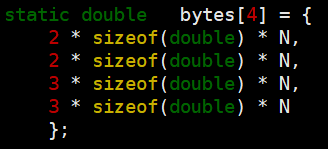 static double   bytes[4] = {
    2 * sizeof(double) * N,
    2 * sizeof(double) * N,
    3 * sizeof(double) * N,
    3 * sizeof(double) * N
    };